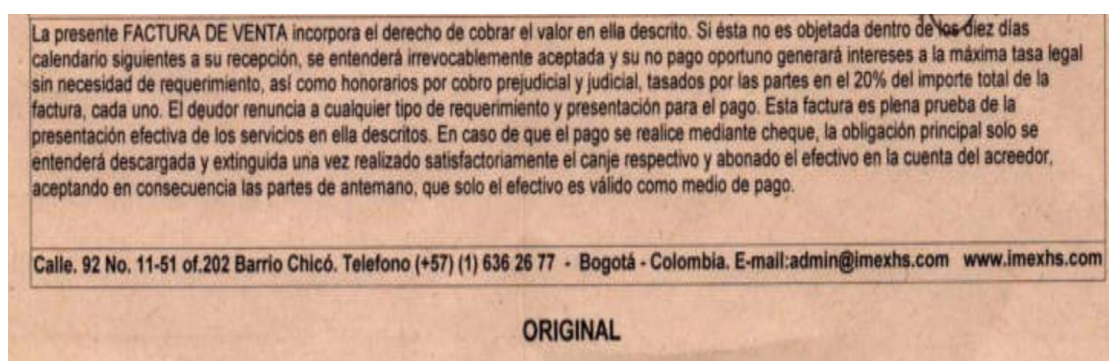 La presente FACTURA DE VENTA incorpora el derecho de cobrar el valor en ella descrito. Si ésta no es objetada dentro de los diez días
calendario siguientes a su recepción, se entenderá irrevocablemente aceptada y su no pago oportuno generará intereses a la máxima tasa legal
sin necesidad de requerimiento, así como honorarios por cobro prejudicial y judicial, tasados por las partes en el 20% del importe total de la
factura, cada uno. El deudor renuncia a cualquier tipo de requerimiento y presentación para el pago. Esta factura es plena prueba de la
presentación efectiva de los servicios en ella descritos. En caso de que el pago se realice mediante cheque, la obligación principal solo se
entenderá descargada y extinguida una vez realizado satisfactoriamente el canje respectivo y abonado el efectivo en la cuenta del acreedor,
aceptando en consecuencia las partes de antemano, que solo el efectivo es válido como medio de pago.
Calle. 92 No. 11-51 of.202 Barrio Chicó. Telefono (+57) (1) 636 26 77 - Bogotá - Colombia. E-mail:admin@imexhs.com www.imexhs.com
ORIGINAL